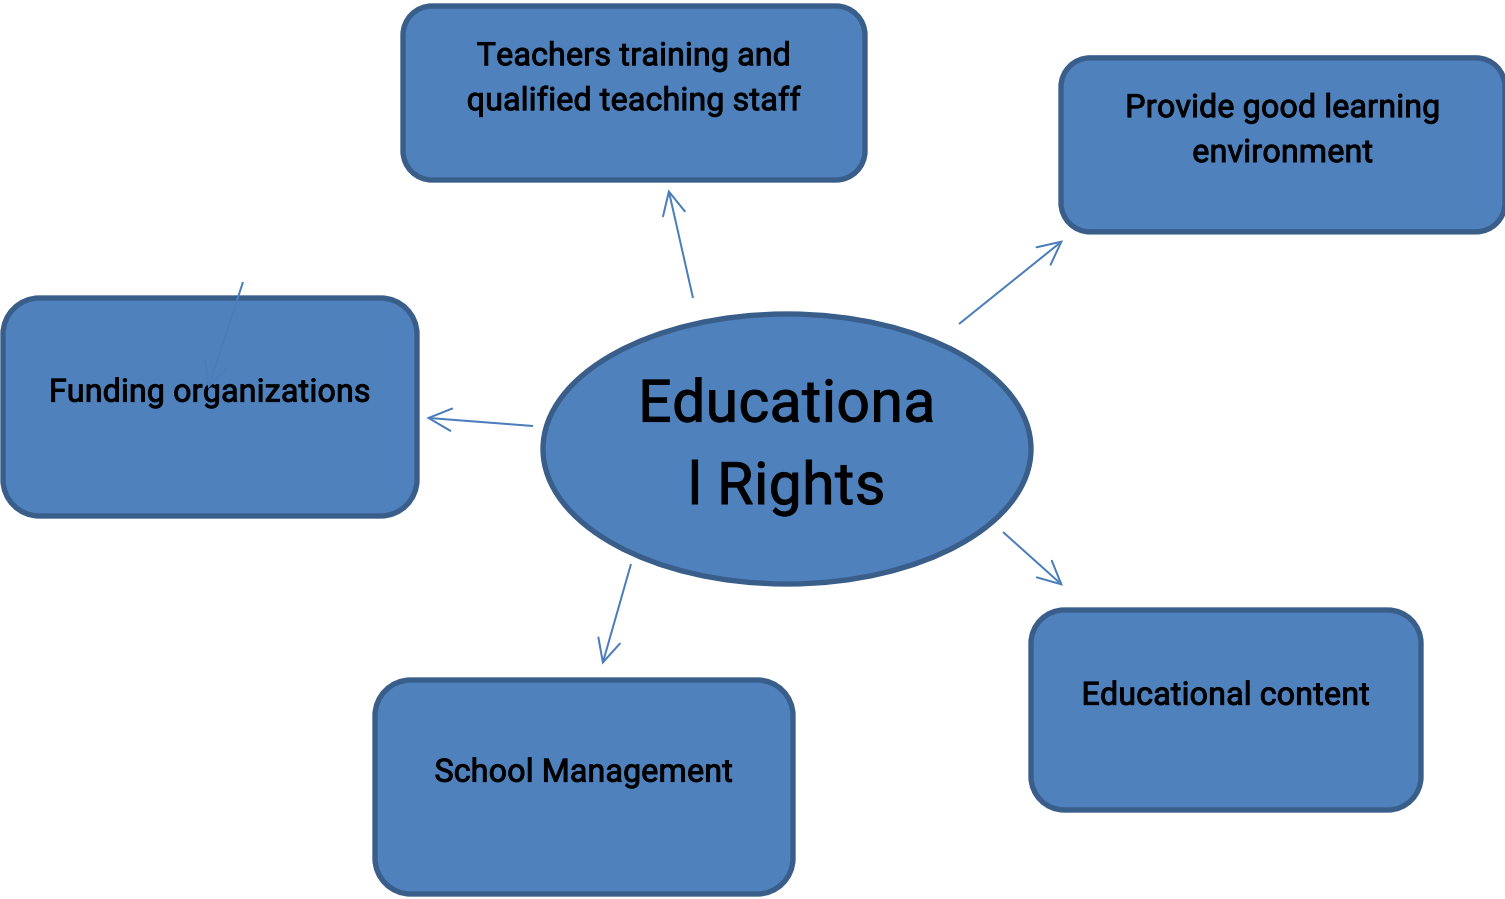 Teachers training and
qualified teaching staff
Provide good learning
environment
Funding organizations
Educationa
l Rights
Educational content
School Management